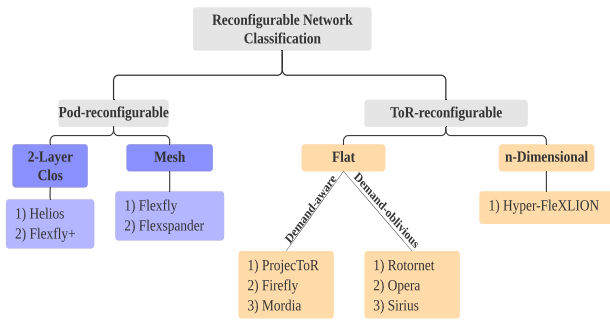 Reconfigurable Network
Classification
Pod-reconfigurable
ToR-reconfigurable
2-Layer
Clos
Mesh
Flat
n-Dimensional
1) Helios
2) Flexfly+
1) Flexfly
2) Flexspander
Demand-aware
Demand-oblivious
1) Hyper-FleXLION
1) ProjecToR
2) Firefly
3) Mordia
1) Rotornet
2) Opera
3) Sirius